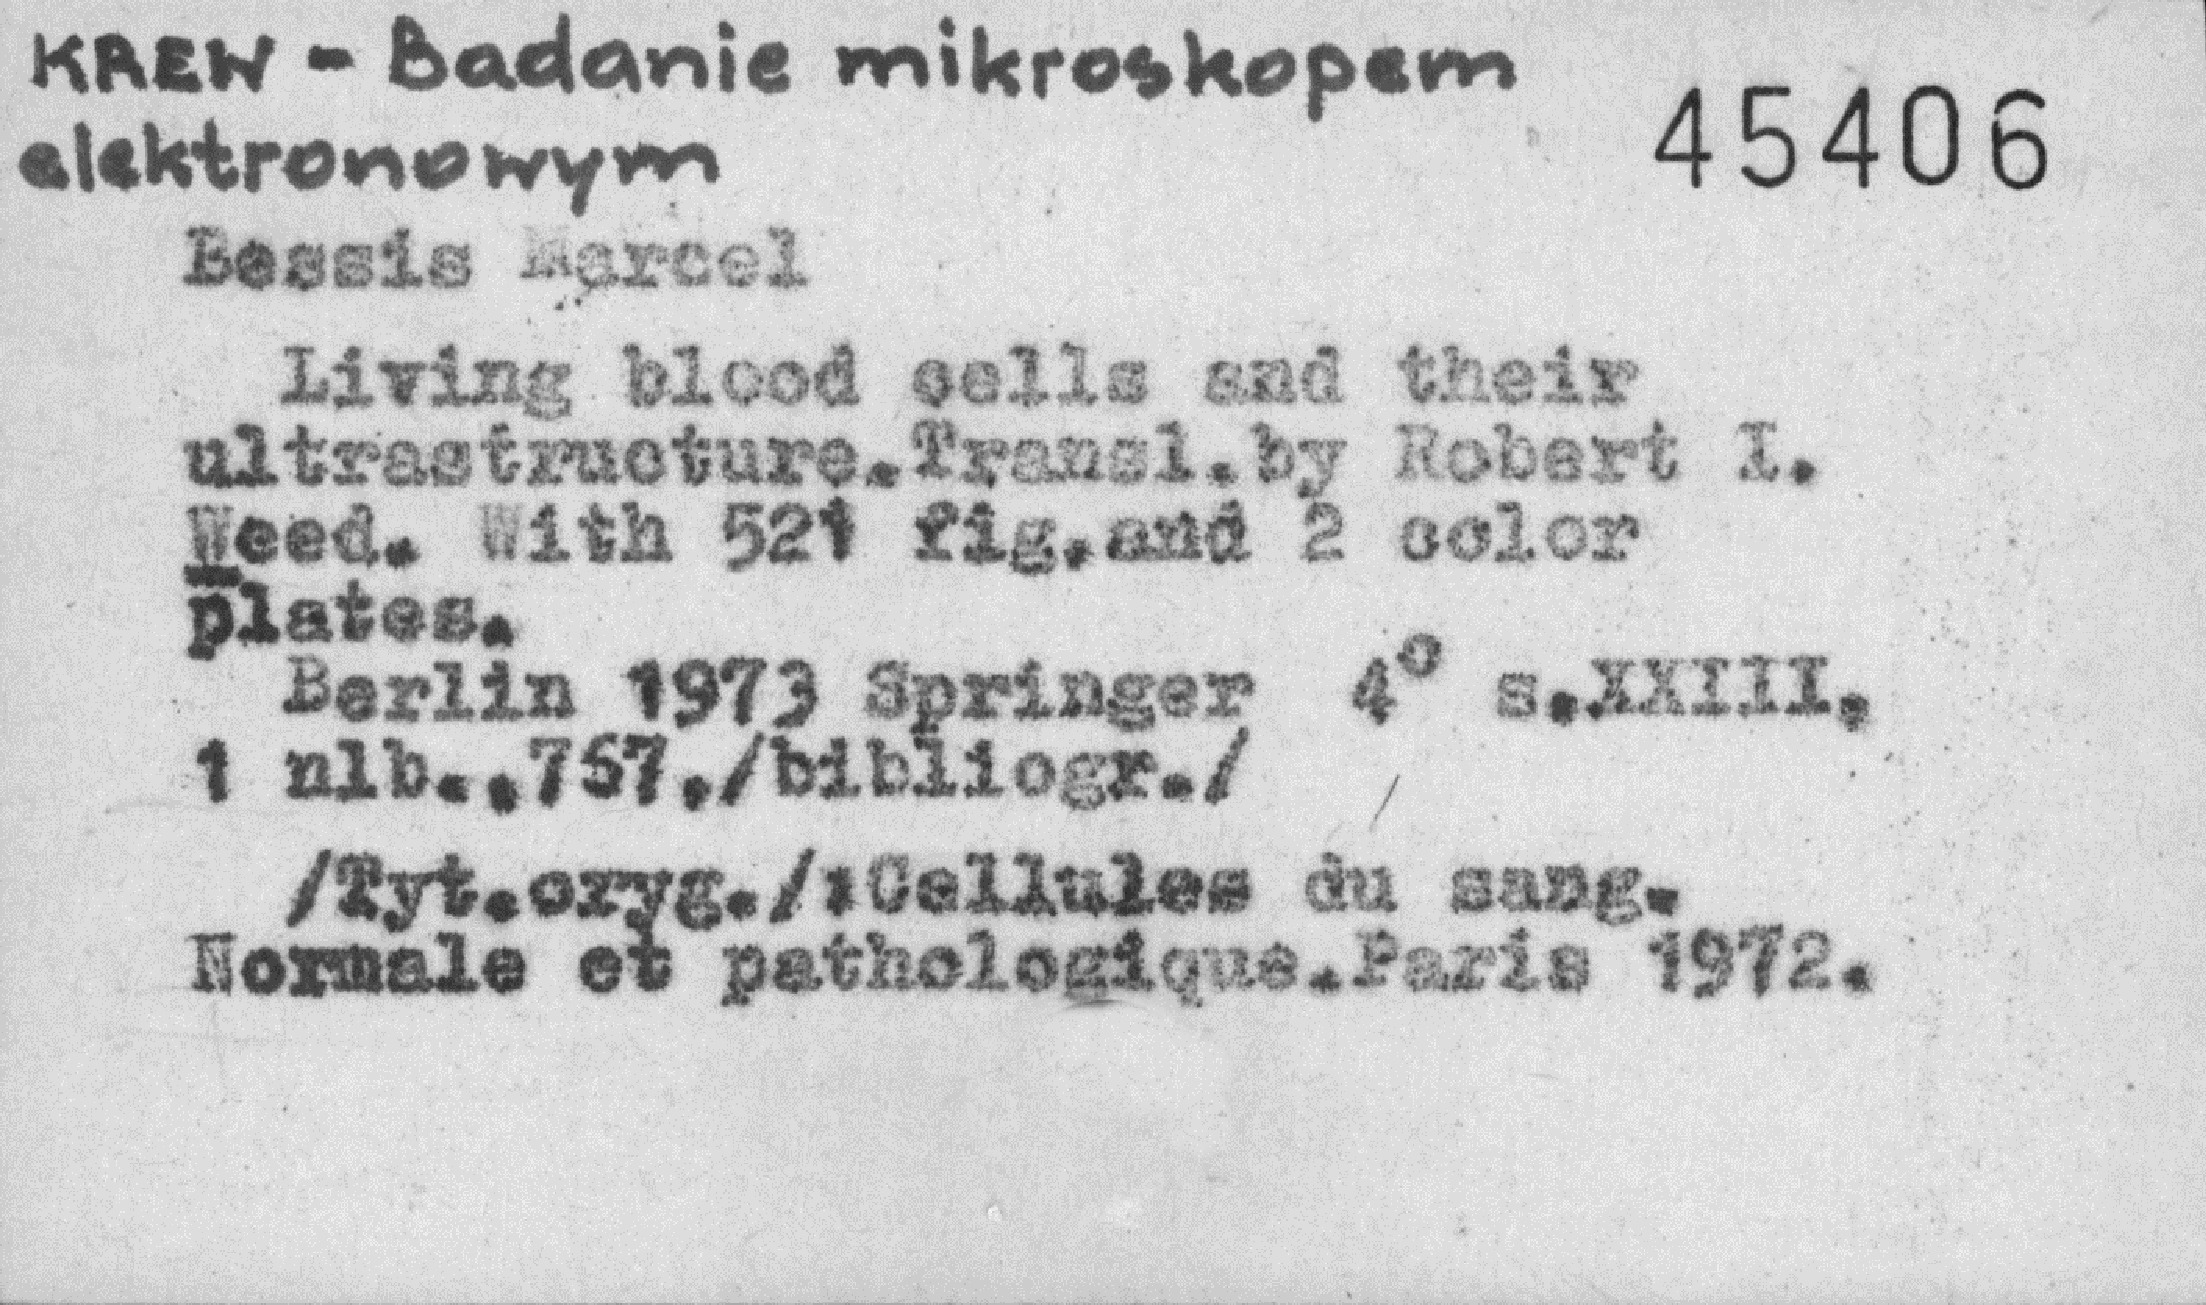 KREW - Badanie mikroskopem
elektronowym
45406
Bessis Marcel
Living blood cells and their
ultrastructure.Transl.by Robert I.
Weed. With 521 fig.and 2 color
plates.
Berlin 1973 Springer 4° s.XXIII,
1 nlb.,767,/bibliogr./
/Tyt.oryg./:Cellules du sang.
Normale et pathologique.Paris 1972.